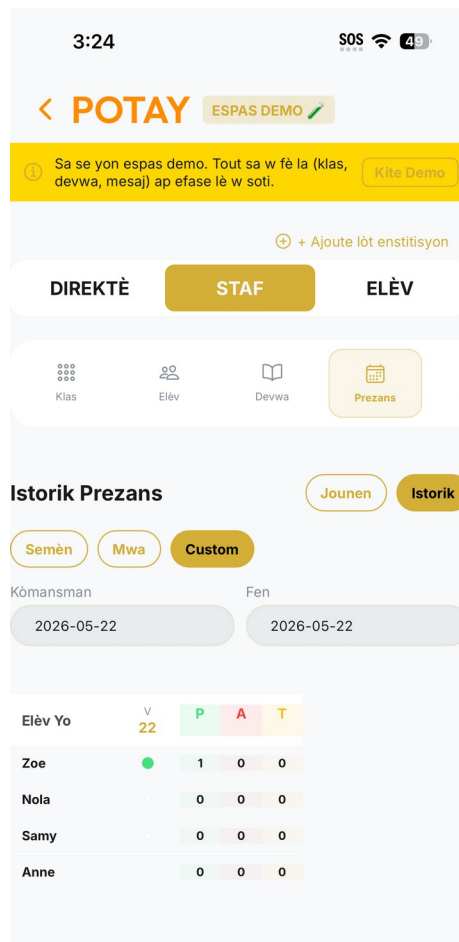 3:24
SOS
49
POTAY
ESPAS DEMO
Sa se yon espas demo. Tout sa w fè la (klas,
devwa, mesaj) ap efase lè w soti.
Kite Demo
+ Ajoute lòt enstitisyon
DIREKTÈ STAF ELÈV
Klas Elèv Devwa Prezans
Istorik Prezans
Jounen Istorik
Semèn Mwa Custom
Kòmansman Fen
2026-05-22 2026-05-22
Elèv Yo V 22 P A T
Zoe 1 0 0
Nola 0 0 0
Samy 0 0 0
Anne 0 0 0